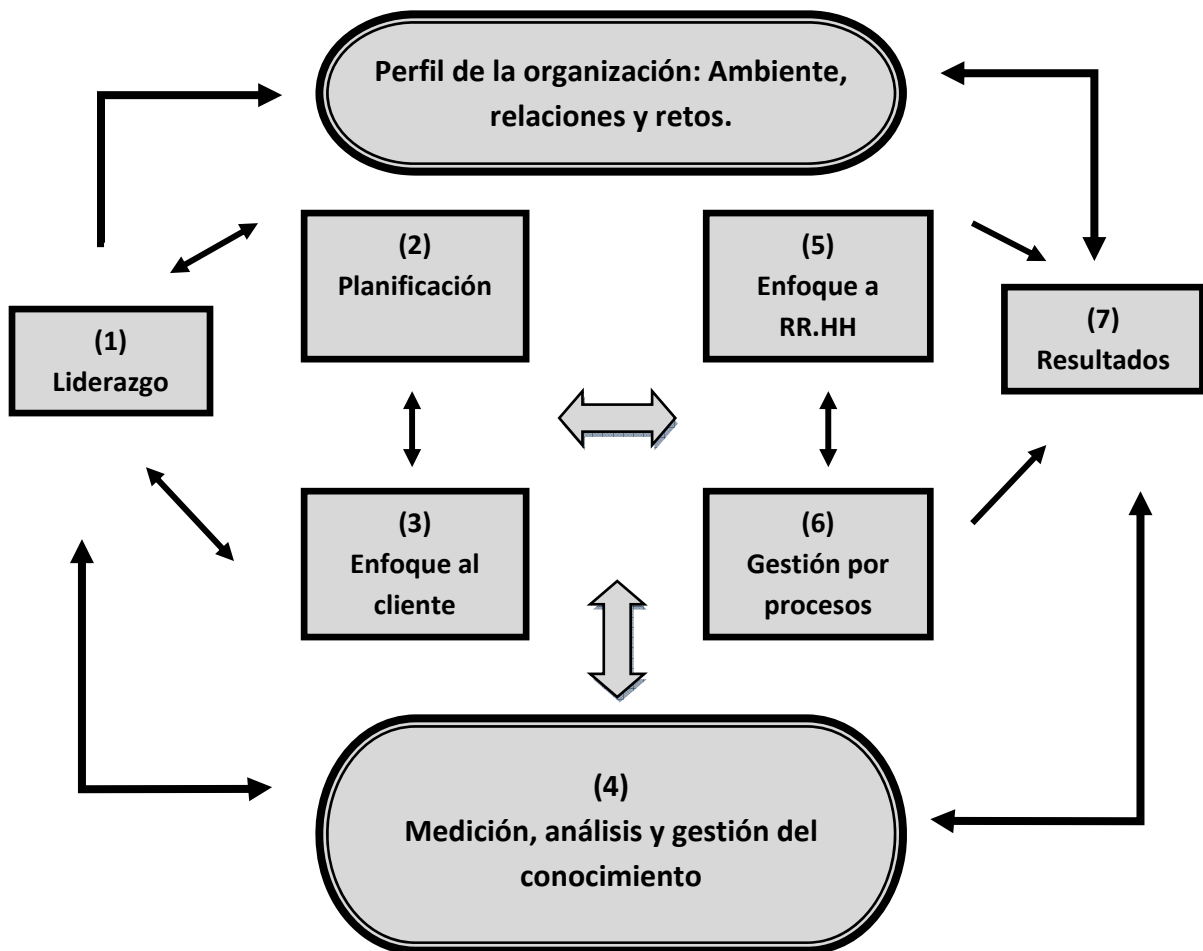 Perfil de la organización: Ambiente,
relaciones y retos.
(2)
Planificación
(5)
Enfoque a
RR.HH
(1)
Liderazgo
(7)
Resultados
(3)
Enfoque al
cliente
(6)
Gestión por
procesos
(4)
Medición, análisis y gestión del
conocimiento